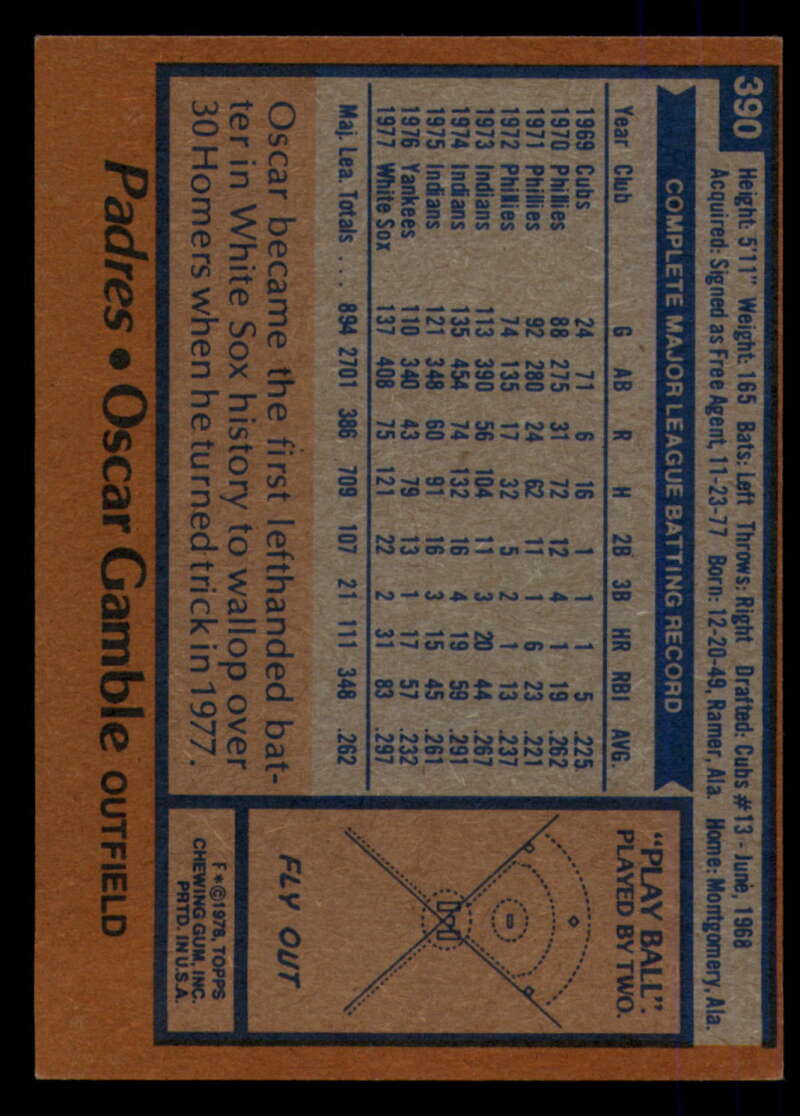 390
Height: 5'11" Weight: 165 Bats: Left Throws: Right Drafted: Cubs #13 - June, 1968
Acquired: Signed as Free Agent, 11-23-77 Born: 12-20-49, Ramer, Ala. Home: Montgomery, Ala.
COMPLETE MAJOR LEAGUE BATTING RECORD
Year Club G AB R H 2B 3B HR RBI AVG.
1969 Cubs 24 71 6 16 1 1 1 5 .225
1970 Phillies 88 275 31 72 12 4 1 19 .262
1971 Phillies 92 280 24 62 11 1 6 23 .221
1972 Phillies 74 135 17 32 5 2 1 13 .237
1973 Indians 113 390 56 104 11 3 20 44 .267
1974 Indians 135 454 74 132 16 4 19 59 .291
1975 Indians 121 348 60 91 16 3 15 45 .261
1976 Yankees 110 340 43 79 13 1 17 57 .232
1977 White Sox 137 408 75 121 22 2 31 83 .297
Maj. Lea. Totals ... 894 2701 386 709 107 21 111 348 .262
Oscar became the first lefthanded bat-
ter in White Sox history to wallop over
30 Homers when he turned trick in 1977.
"PLAY BALL".
PLAYED BY TWO.
FLY OUT
F*©1978, TOPPS
CHEWING GUM, INC.
PRTD. IN U.S.A.
Padres • Oscar Gamble OUTFIELD